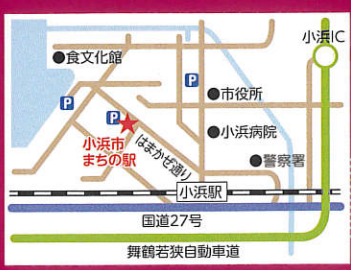 小浜IC
●食文化館
P
P
●市役所
P
小浜市
まちの駅
はまかぜ通り
●小浜病院
●警察署
小浜駅
国道27号
舞鶴若狭自動車道